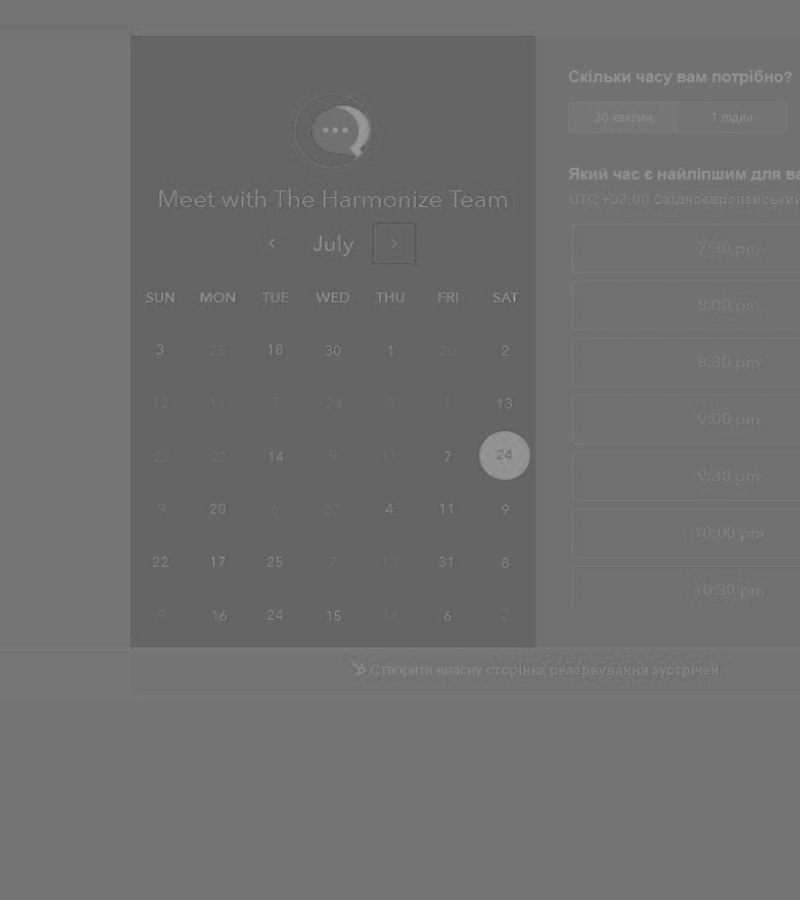 Meet with The Harmonize Team
July
SUN MON TUE WED THU FRI SAT
3 25 18 30 1 20 2
12 11 7 24 3 1 13
22 22 14 9 11 7 24
9 20 6 27 4 11 9
22 17 25 7 13 31 8
9 16 24 15 16 6 2
Скільки часу вам потрібно?
30 хвилин 1 годин
Який час є найліпшим для ва
UTC +03:00 Східноєвропейський
7:30 pm
8:00 pm
8:30 pm
9:00 pm
9:30 pm
10:00 pm
10:30 pm
Створити власну сторінка резервування зустрічей